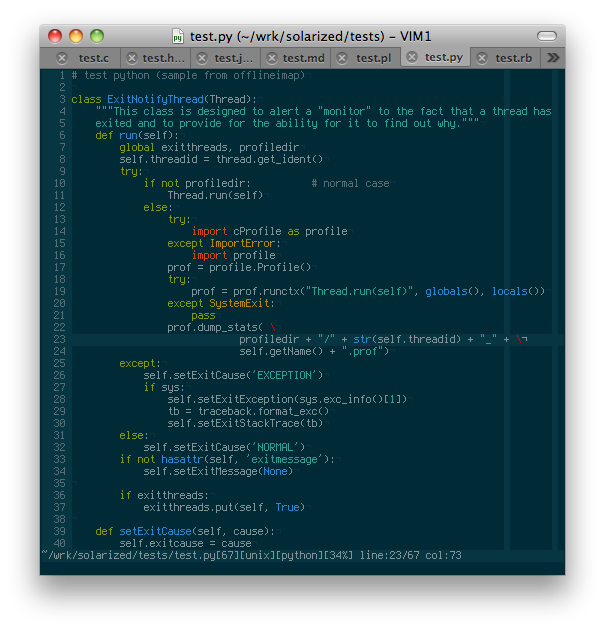 test.py (~/wrk/solarized/tests) – VIM1
test.c test.h... test.j... test.md test.pl test.py test.rb »
1 # test python (sample from offlineimap)
2
3 class ExitNotifyThread(Thread):
4     """This class is designed to alert a "monitor" to the fact that a thread has
5     exited and to provide for the ability for it to find out why."""
6     def run(self):
7         global exitthreads, profiledir
8         self.threadid = thread.get_ident()
9         try:
10             if not profiledir:          # normal case
11                 Thread.run(self)
12             else:
13                 try:
14                     import cProfile as profile
15                 except ImportError:
16                     import profile
17                 prof = profile.Profile()
18                 try:
19                     prof = prof.runctx("Thread.run(self)", globals(), locals())
20                 except SystemExit:
21                     pass
22                 prof.dump_stats( \
23                             profiledir + "/" + str(self.threadid) + "_" + \¬
24                             self.getName() + ".prof")
25         except:
26             self.setExitCause('EXCEPTION')
27             if sys:
28                 self.setExitException(sys.exc_info()[1])
29                 tb = traceback.format_exc()
30                 self.setExitStackTrace(tb)
31         else:
32             self.setExitCause('NORMAL')
33         if not hasattr(self, 'exitmessage'):
34             self.setExitMessage(None)
35
36         if exitthreads:
37             exitthreads.put(self, True)
38
39     def setExitCause(self, cause):
40         self.exitcause = cause
~/wrk/solarized/tests/test.py[67][unix][python][34%] line:23/67 col:73